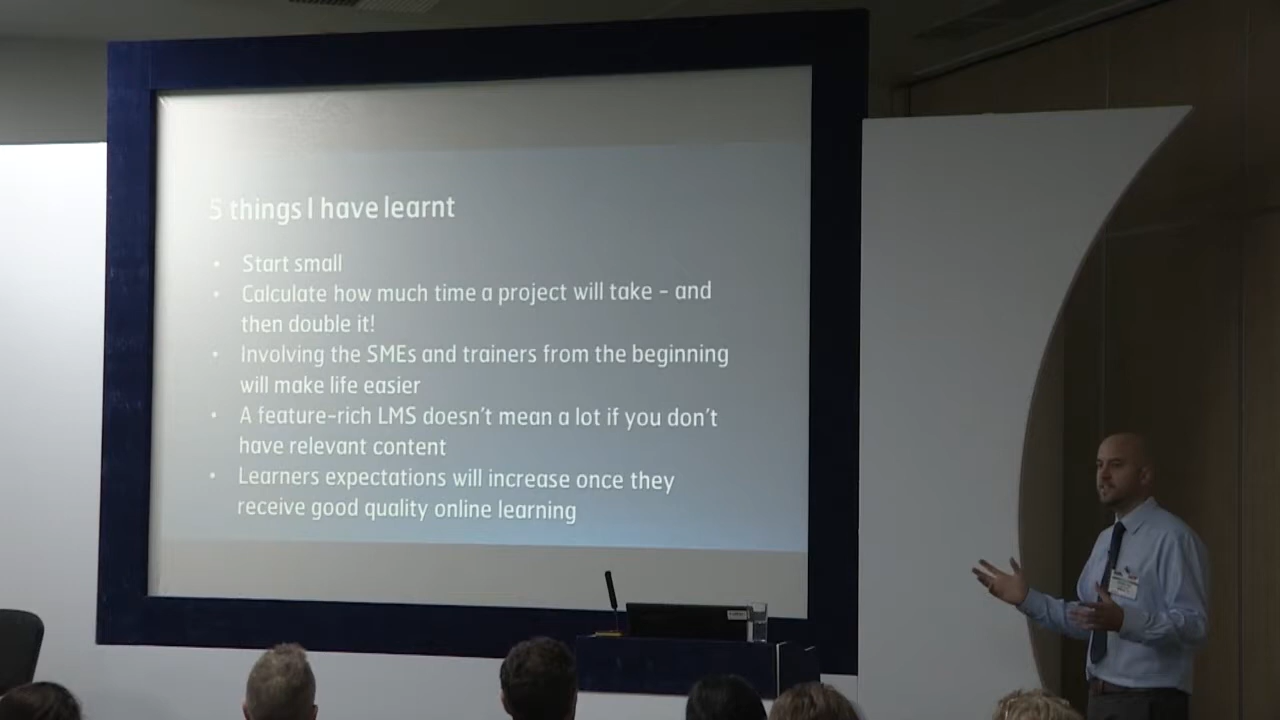 5 things I have learnt
• Start small
• Calculate how much time a project will take - and
then double it!
• Involving the SMEs and trainers from the beginning
will make life easier
• A feature-rich LMS doesn't mean a lot if you don't
have relevant content
• Learners expectations will increase once they
receive good quality online learning